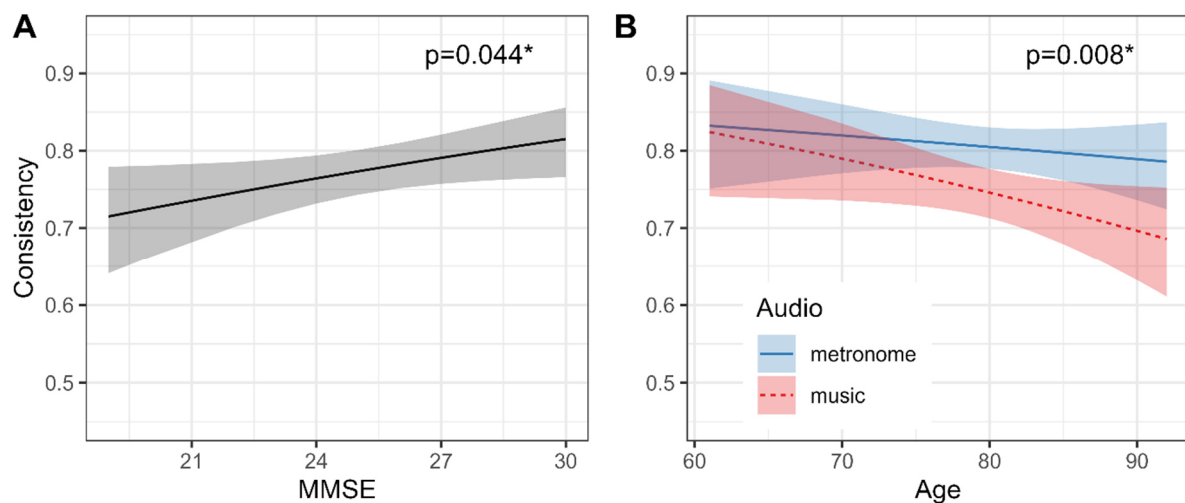 A
p=0.044*
Consistency
0.9
0.8
0.7
0.6
0.5
21 24 27 30
MMSE
B
p=0.008*
0.9
0.8
0.7
0.6
0.5
Audio
metronome
music
60 70 80 90
Age